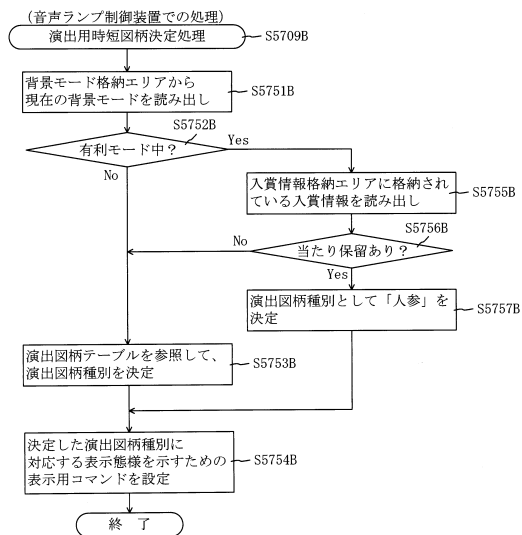 (音声ランプ制御装置での処理)
演出用時短図柄決定処理
S5709B
背景モード格納エリアから
現在の背景モードを読み出し
S5751B
有利モード中？
S5752B
Yes
No
入賞情報格納エリアに格納され
ている入賞情報を読み出し
S5755B
当たり保留あり？
S5756B
No
Yes
演出図柄種別として「人参」を
決定
S5757B
演出図柄テーブルを参照して、
演出図柄種別を決定
S5753B
決定した演出図柄種別に
対応する表示態様を示すための
表示用コマンドを設定
S5754B
終 了